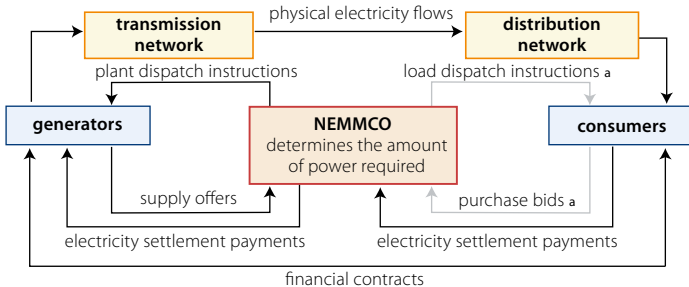 physical electricity flows
transmission
network
distribution
network
plant dispatch instructions
load dispatch instructions a
generators
NEMMCO
determines the amount
of power required
consumers
supply offers
purchase bids a
electricity settlement payments
electricity settlement payments
financial contracts